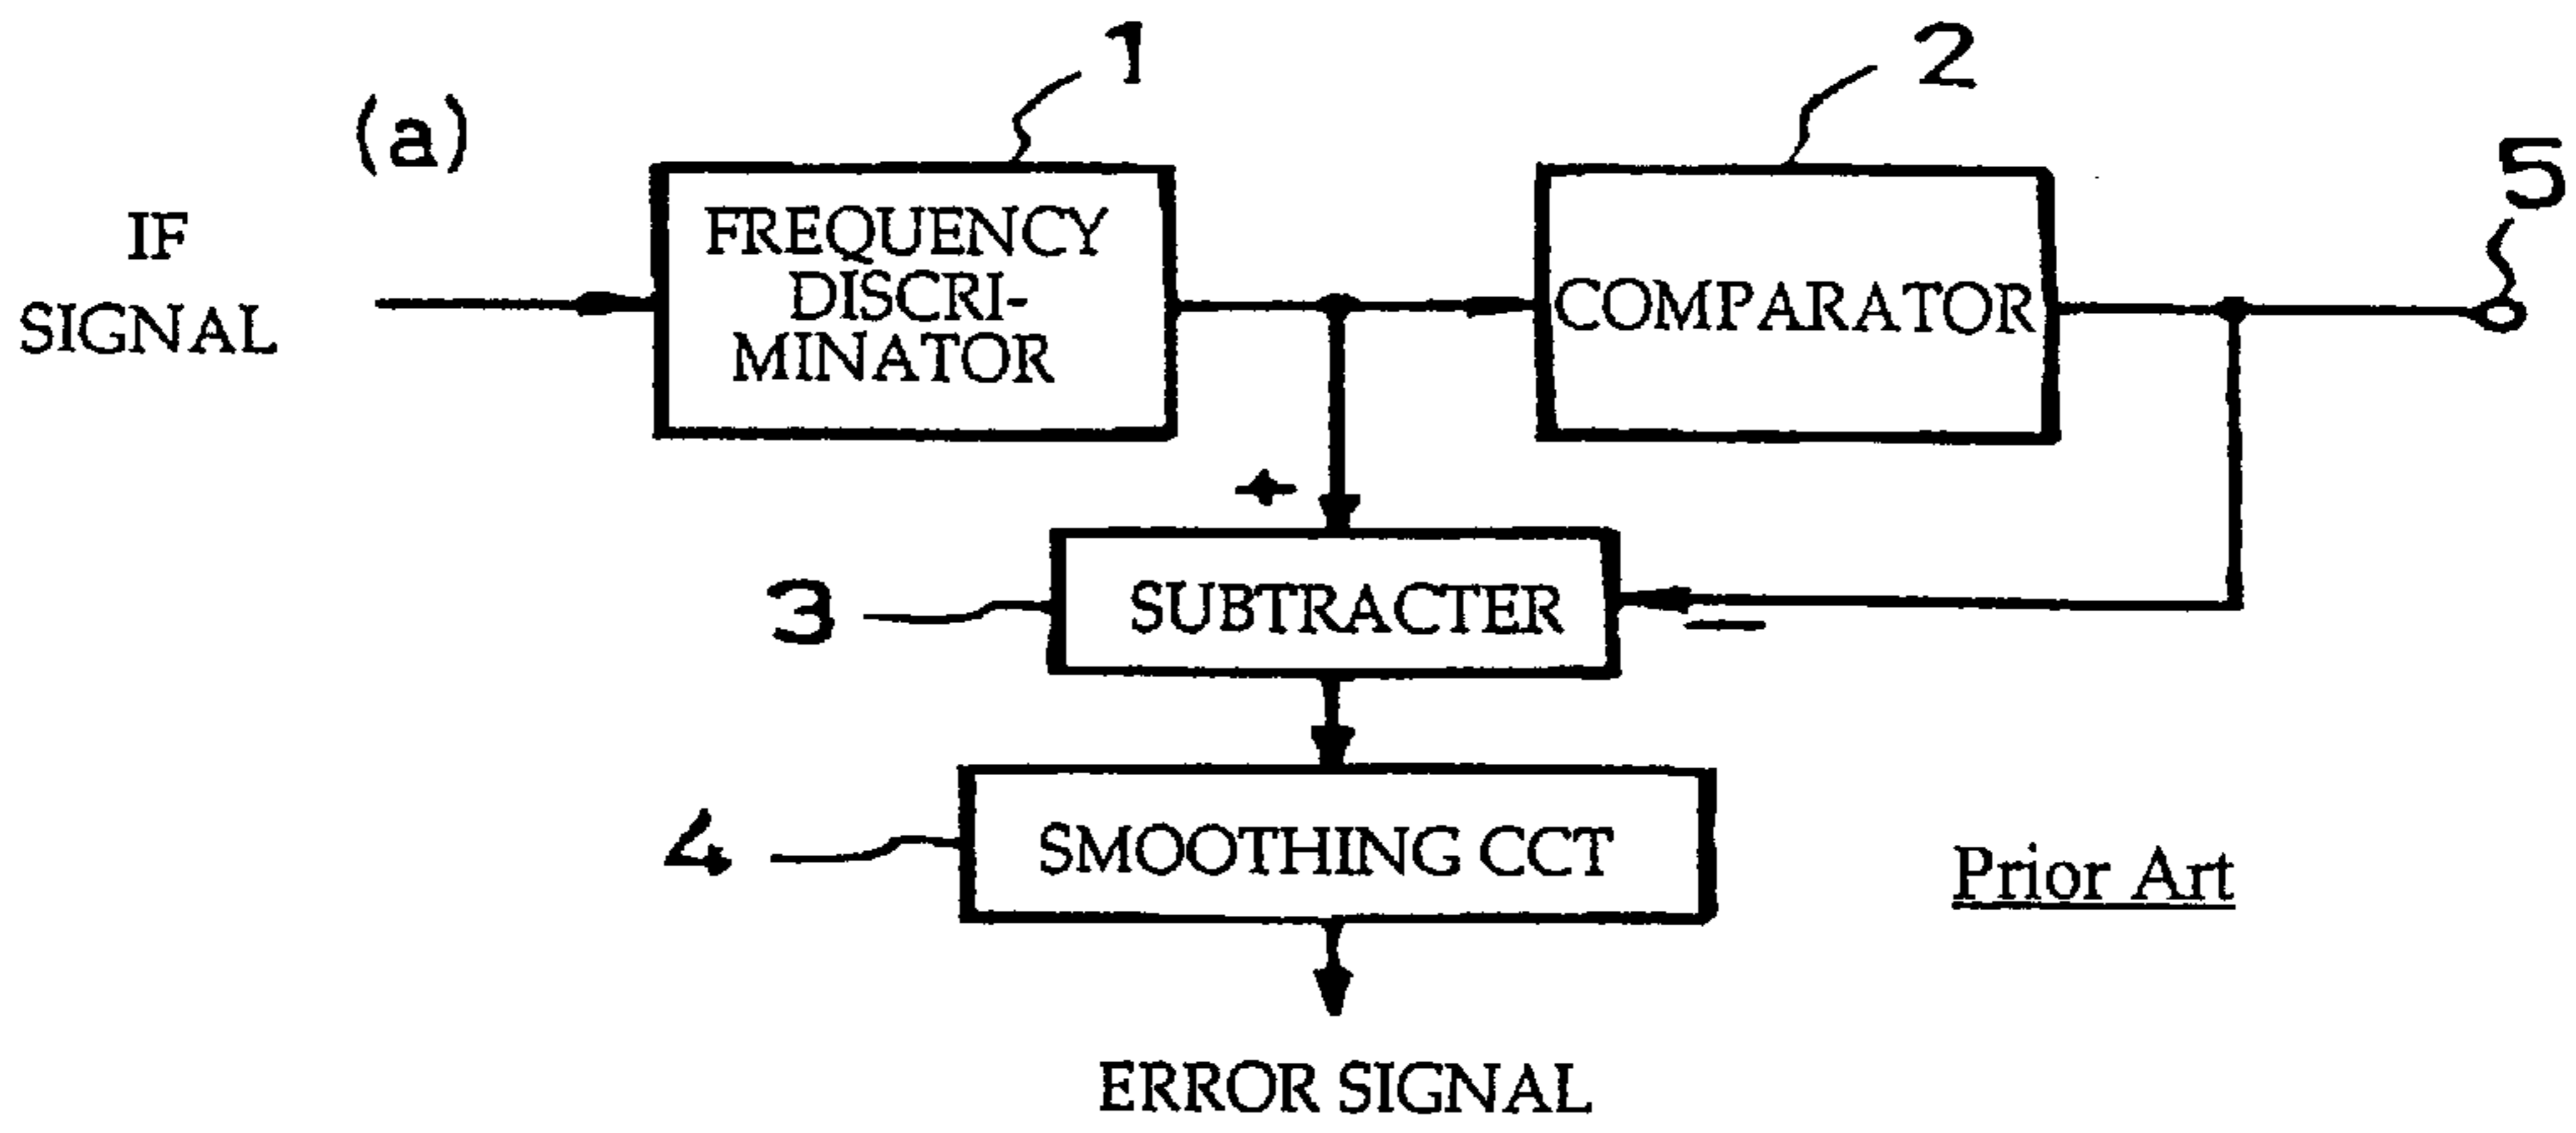 (a)
1
2
5
IF
SIGNAL
FREQUENCY
DISCRI-
MINATOR
COMPARATOR
+
3
SUBTRACTER
−
4
SMOOTHING CCT
Prior Art
ERROR SIGNAL